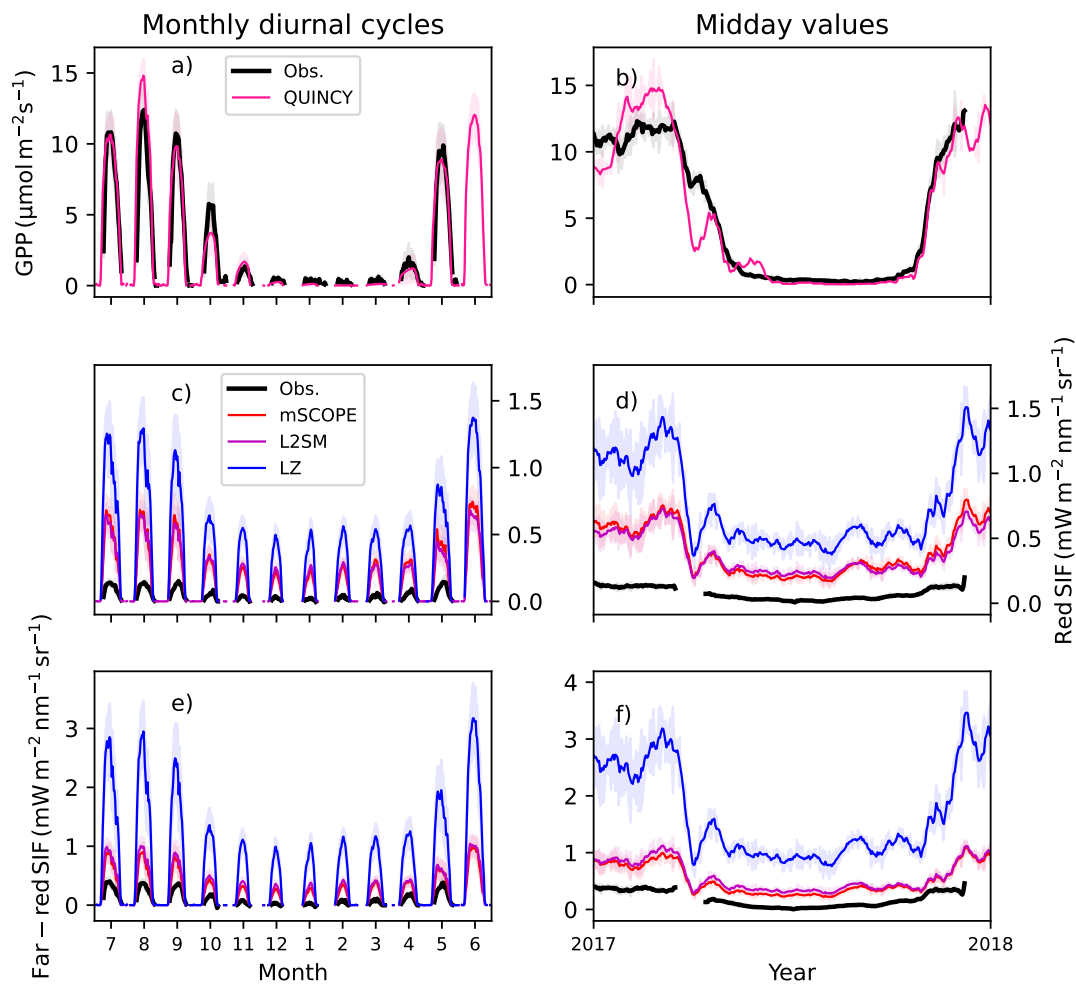 Monthly diurnal cycles
Midday values
GPP (μmol m⁻²s⁻¹)
a)
Obs.
QUINCY
15
10
5
0
b)
15
10
5
0
c)
Obs.
mSCOPE
L2SM
LZ
1.5
1.0
0.5
0.0
d)
1.5
1.0
0.5
0.0
Red SIF (mW m⁻² nm⁻¹ sr⁻¹)
Far−red SIF (mW m⁻² nm⁻¹ sr⁻¹)
e)
3
2
1
0
7 8 9 10 11 12 1 2 3 4 5 6
Month
f)
4
3
2
1
0
2017 2018
Year